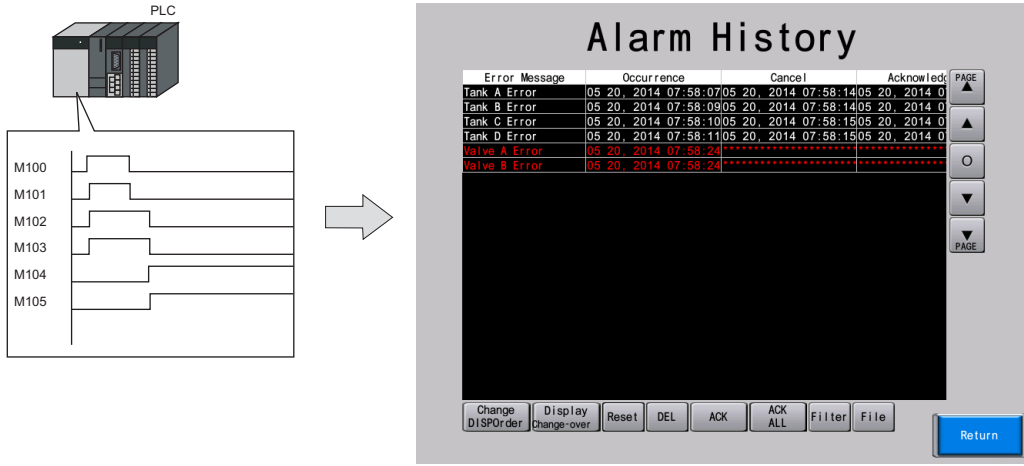 PLC
M100
M101
M102
M103
M104
M105
Alarm History
Error Message Occurrence Cancel Acknowledg
Tank A Error 05 20, 2014 07:58:07 05 20, 2014 07:58:14 05 20, 2014 0
Tank B Error 05 20, 2014 07:58:09 05 20, 2014 07:58:14 05 20, 2014 0
Tank C Error 05 20, 2014 07:58:10 05 20, 2014 07:58:15 05 20, 2014 0
Tank D Error 05 20, 2014 07:58:11 05 20, 2014 07:58:15 05 20, 2014 0
Valve A Error 05 20, 2014 07:58:24 ********************** **************
Valve B Error 05 20, 2014 07:58:24 ********************** **************
PAGE
▲
▲
O
▼
▼
PAGE
Change
DISPOrder
Display
Change-over
Reset
DEL
ACK
ACK
ALL
Filter
File
Return